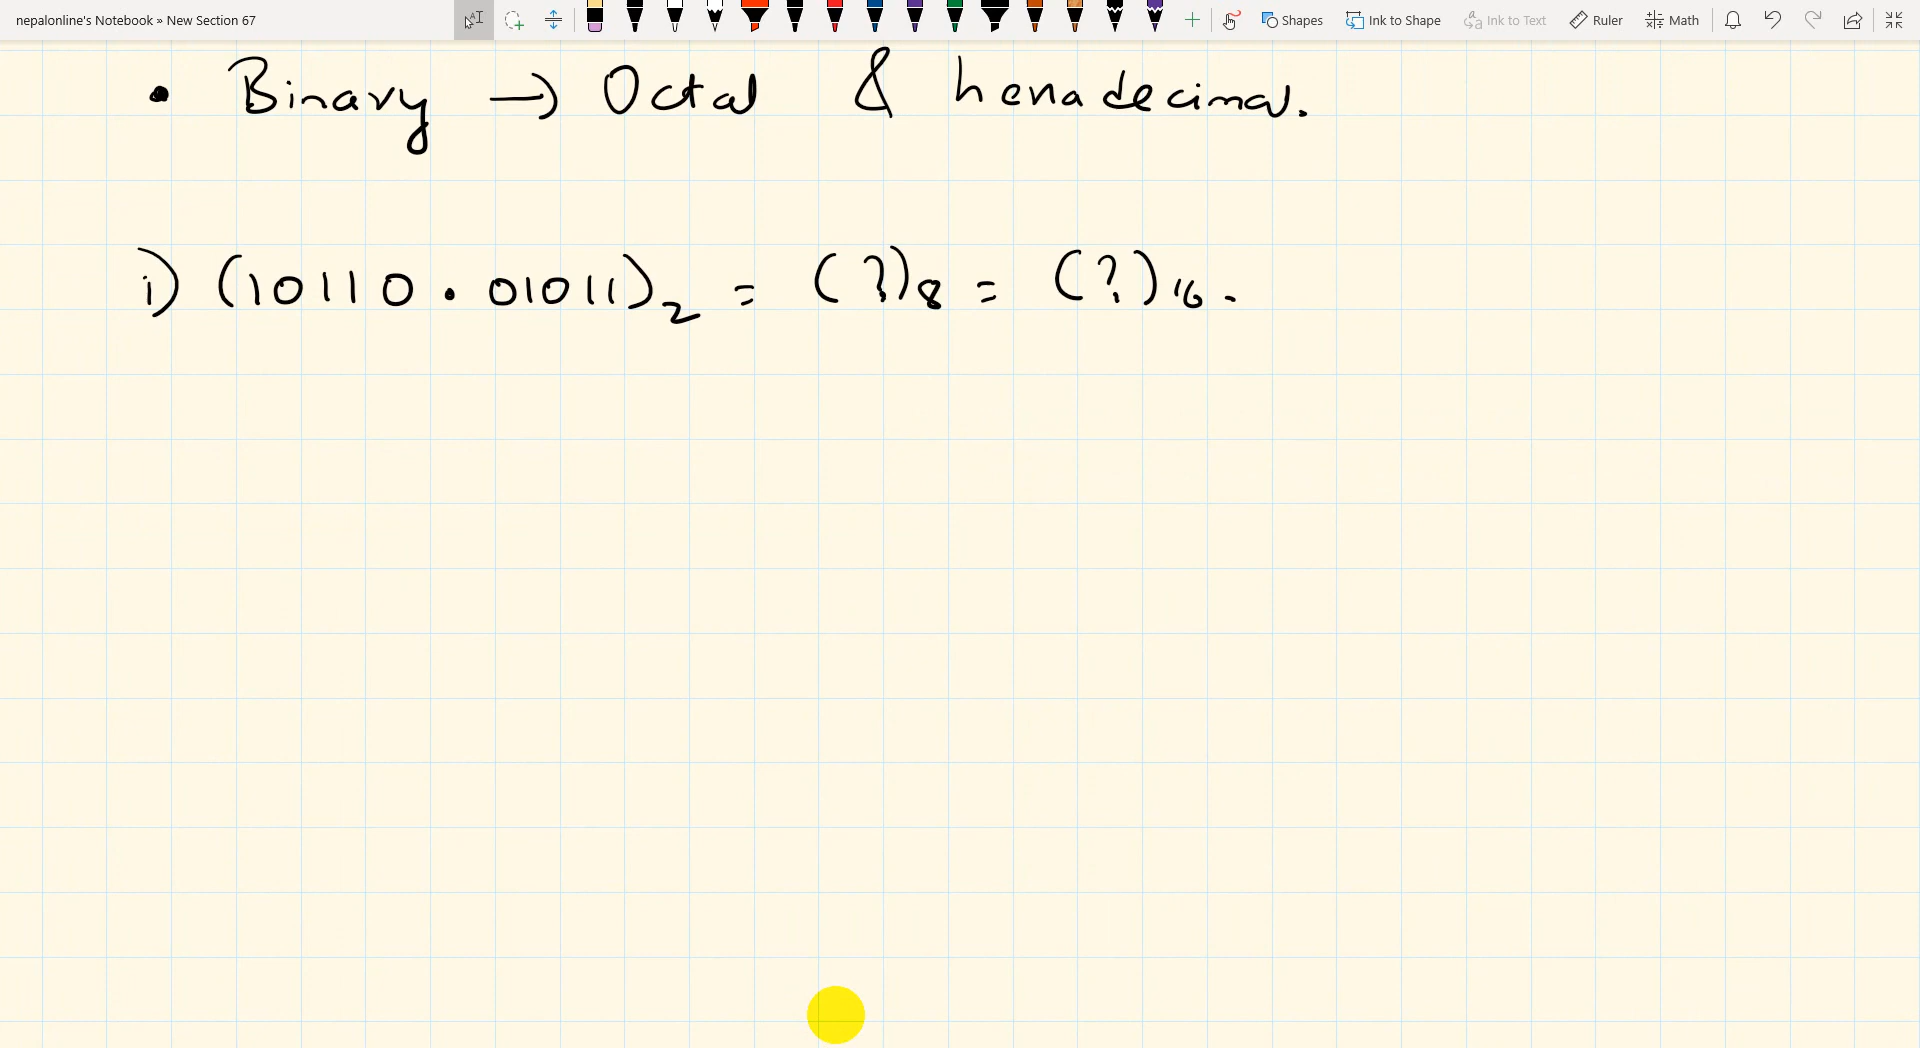 nepalonline's Notebook » New Section 67 Shapes Ink to Shape Ink to Text Ruler Math
• Binary → Octal & hexadecimal.
i) (10110.01011)₂ = (?)₈ = (?)₁₆.